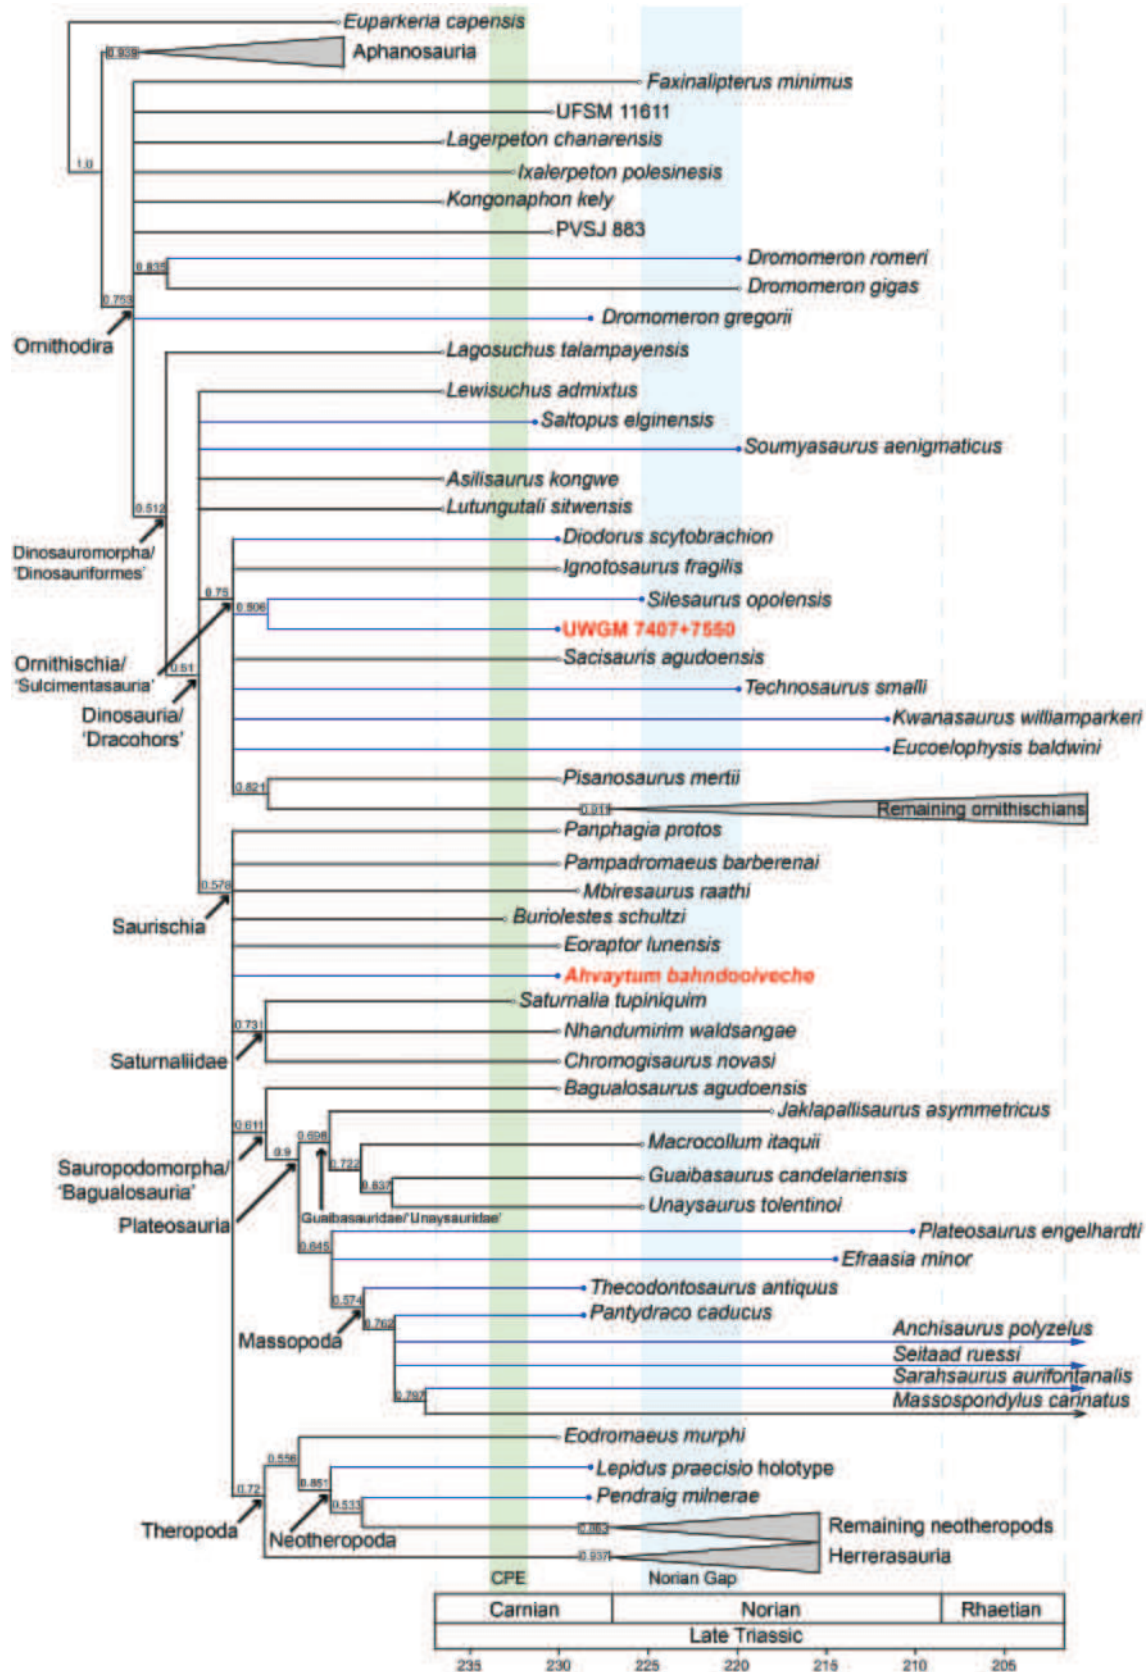 Euparkeria capensis
0.939
Aphanosauria
Faxinalipterus minimus
UFSM 11611
Lagerpeton chanarensis
1.0
Ixalerpeton polesinesis
Kongonaphon kely
PVSJ 883
Dromomeron romeri
0.835
Dromomeron gigas
0.753
Dromomeron gregorii
Ornithodira
Lagosuchus talampayensis
Lewisuchus admixtus
Saltopus elginensis
Soumyasaurus aenigmaticus
Asilisaurus kongwe
0.512
Lutungutali sitwensis
Dinosauromorpha/
'Dinosauriformes'
Diodorus scytobrachion
Ignotosaurus fragilis
0.75
Silesaurus opolensis
UWGM 7407+7550
Ornithischia/
'Sulcimentasauria'
0.51
Sacisauris agudoensis
Technosaurus smalli
Dinosauria/
'Dracohors'
Kwanasaurus williamparkeri
Eucoelophysis baldwini
Pisanosaurus mertii
0.821
Remaining ornithischians
Panphagia protos
Pampadromaeus barberenai
0.578
Mbiresaurus raathi
Saurischia
Buriolestes schultzi
Eoraptor lunensis
Ahvaytum bahndooiveche
Saturnalia tupiniquim
0.731
Nhandumirim waldsangae
Saturnaliidae
Chromogisaurus novasi
Bagualosaurus agudoensis
Jaklapallisaurus asymmetricus
0.611
0.698
Macrocollum itaquii
0.9
0.722
Sauropodomorpha/
'Bagualosauria'
Guaibasaurus candelariensis
0.837
Unaysaurus tolentinoi
Plateosauria
Guaibasauridae/'Unaysauridae'
Plateosaurus engelhardti
0.645
Efraasia minor
Thecodontosaurus antiquus
0.574
Pantydraco caducus
0.762
Massopoda
Anchisaurus polyzelus
Seitaad ruessi
Sarahsaurus aurifontanalis
0.797
Massospondylus carinatus
Eodromaeus murphi
0.556
Lepidus praecisio holotype
0.851
0.72
Pendraig milnerae
0.533
Theropoda
Neotheropoda
Remaining neotheropods
0.937
Herrerasauria
CPE
Norian Gap
Carnian
Norian
Rhaetian
Late Triassic
235 230 225 220 215 210 205